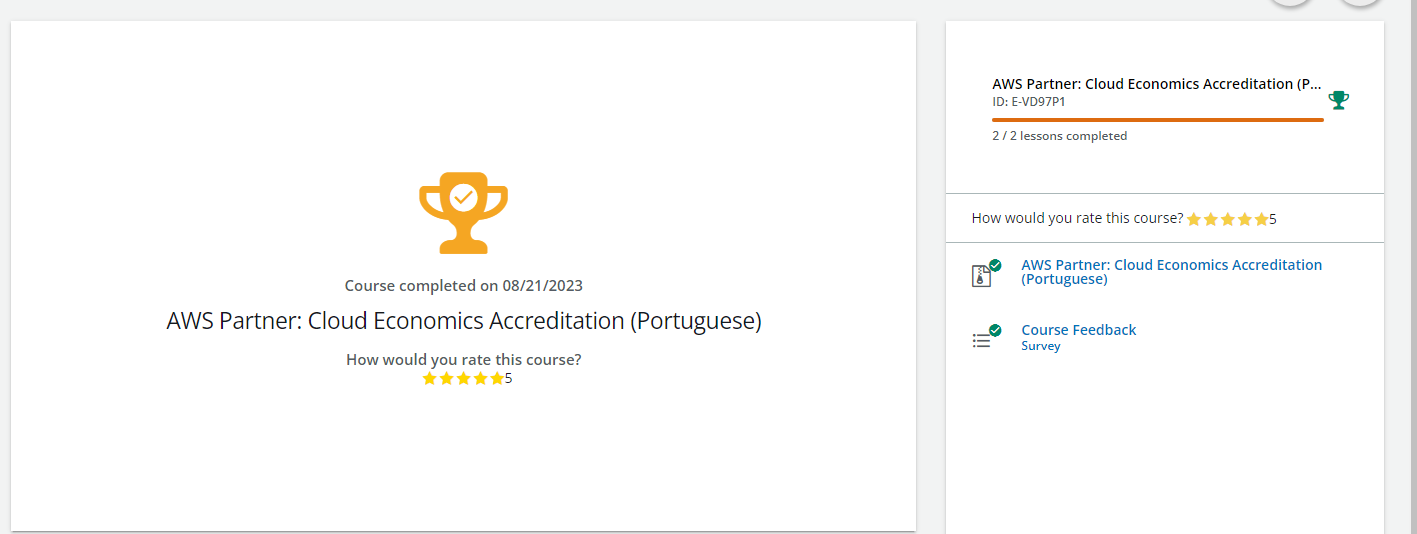 Course completed on 08/21/2023
AWS Partner: Cloud Economics Accreditation (Portuguese)
How would you rate this course?
5
AWS Partner: Cloud Economics Accreditation (P...
ID: E-VD97P1
2 / 2 lessons completed
How would you rate this course? 5
AWS Partner: Cloud Economics Accreditation
(Portuguese)
Course Feedback
Survey